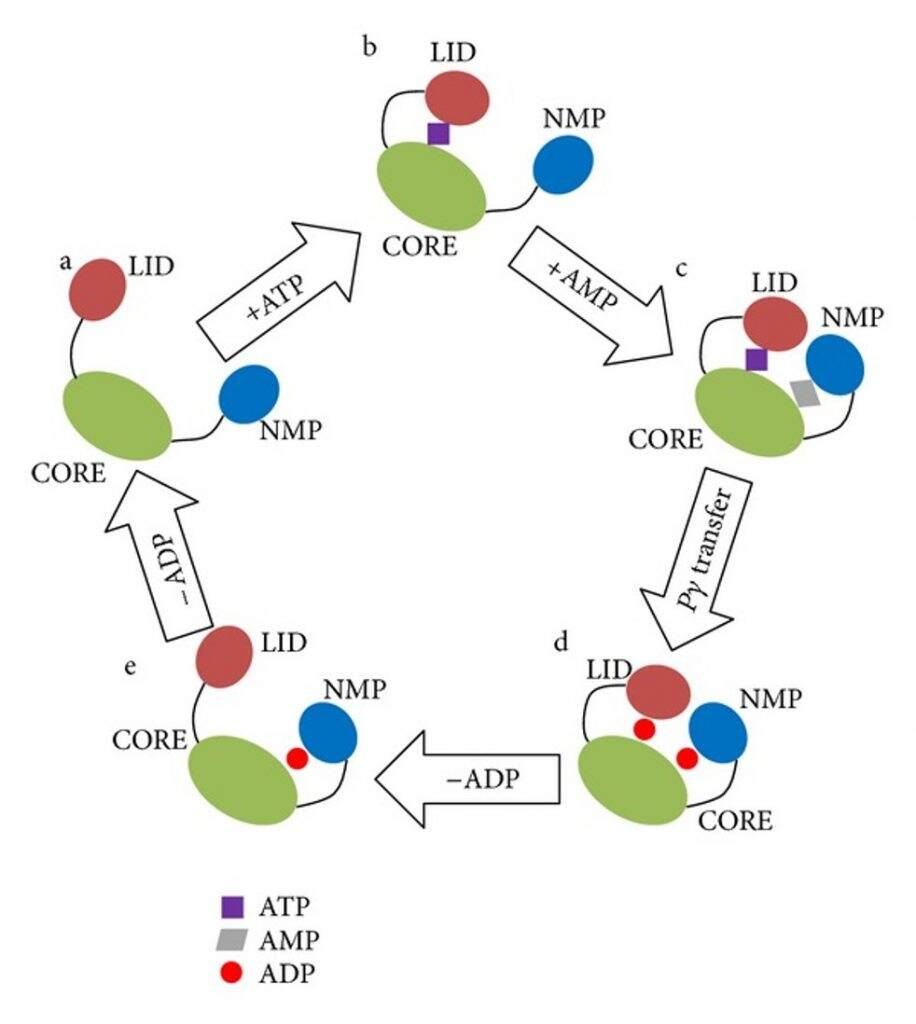 b
LID
NMP
CORE
a
LID
+ATP
+AMP
c
LID
NMP
NMP
CORE
CORE
− ADP
Pγ transfer
e
LID
d
LID
NMP
NMP
CORE
−ADP
CORE
ATP
AMP
ADP